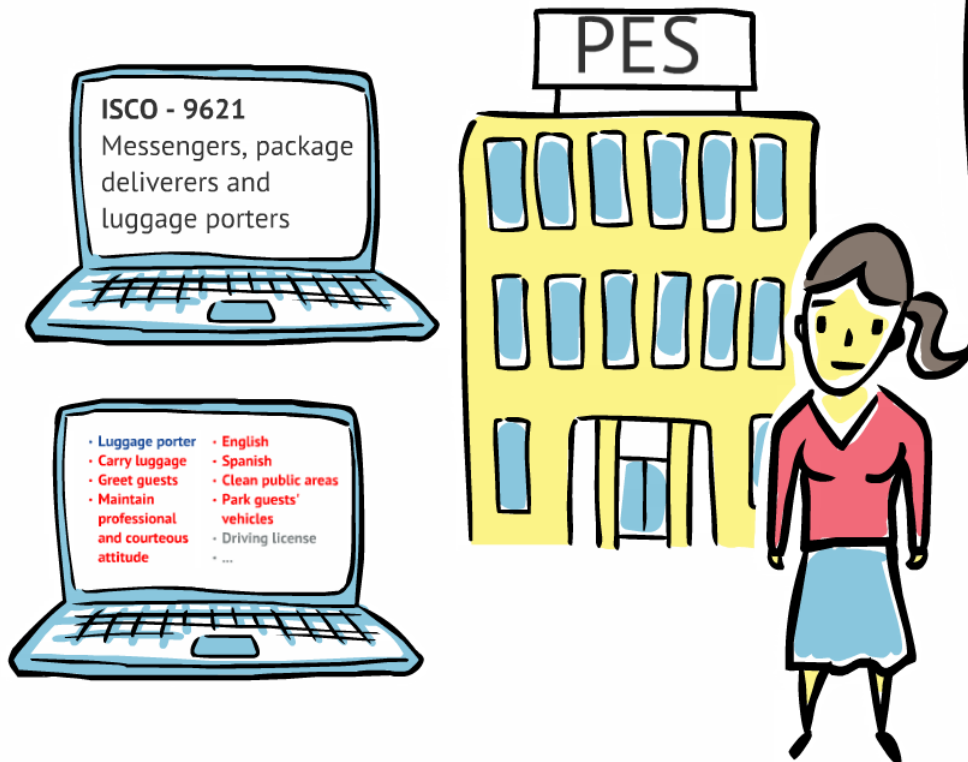 PES
ISCO - 9621
Messengers, package
deliverers and
luggage porters
· Luggage porter
· Carry luggage
· Greet guests
· Maintain
professional
and courteous
attitude
· English
· Spanish
· Clean public areas
· Park guests'
vehicles
· Driving license
· ...